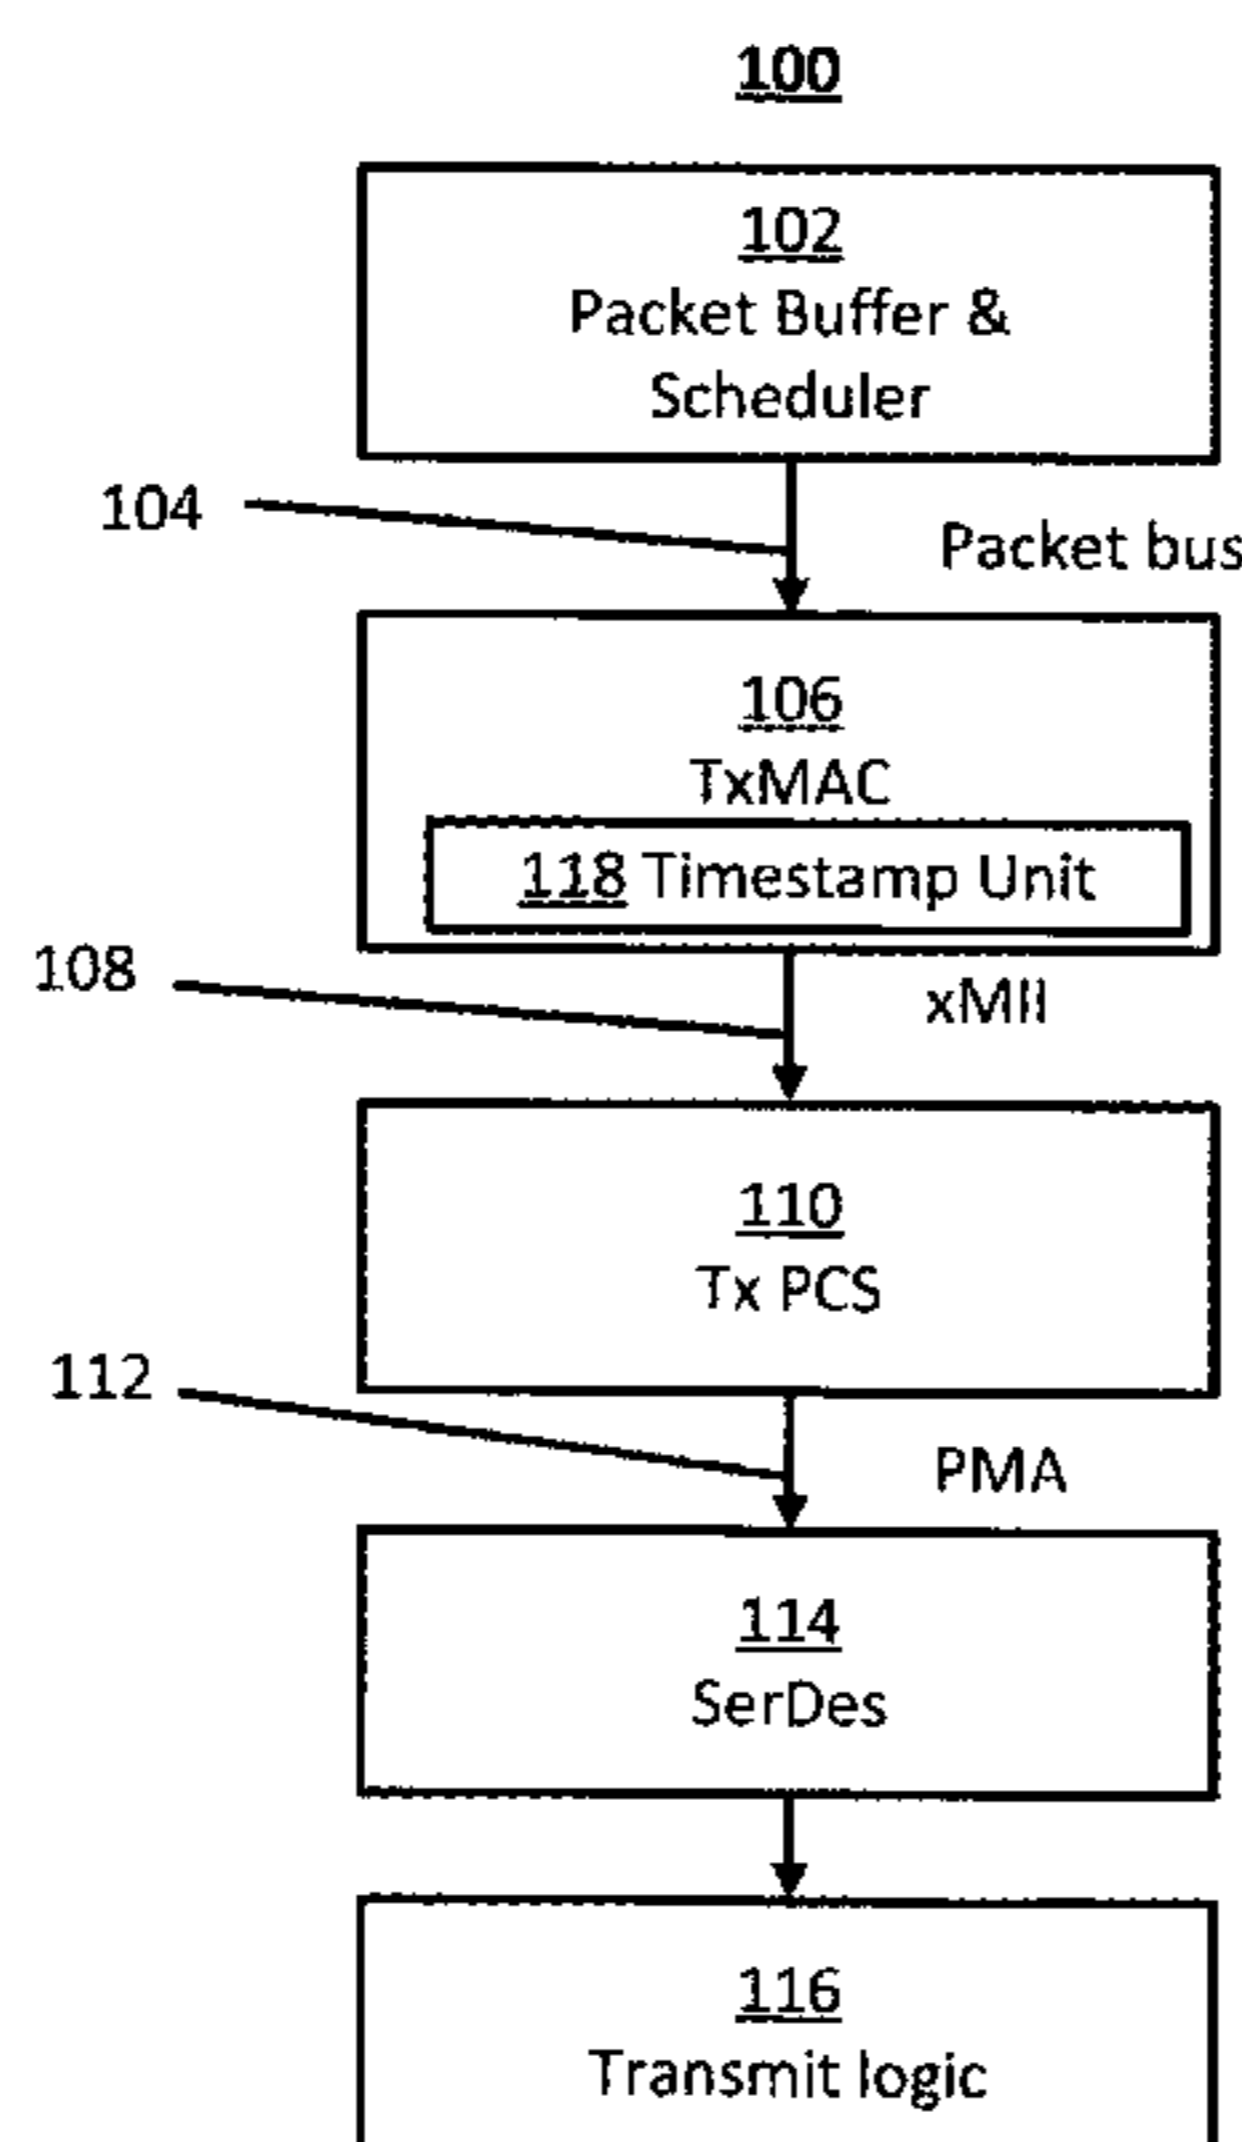 100
102
Packet Buffer &
Scheduler
104
Packet bus
106
TxMAC
118 Timestamp Unit
108
xMII
110
Tx PCS
112
PMA
114
SerDes
116
Transmit logic